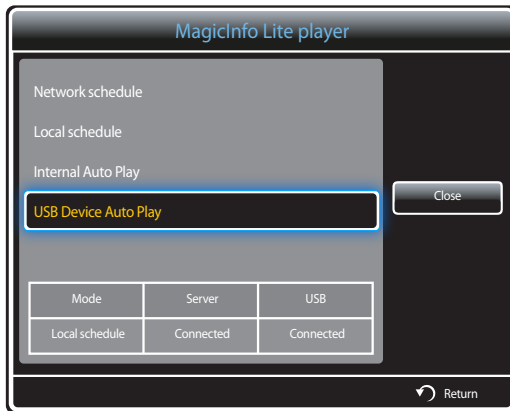 MagicInfo Lite player
Network schedule
Local schedule
Internal Auto Play
USB Device Auto Play
Close
Mode Server USB
Local schedule Connected Connected
Return